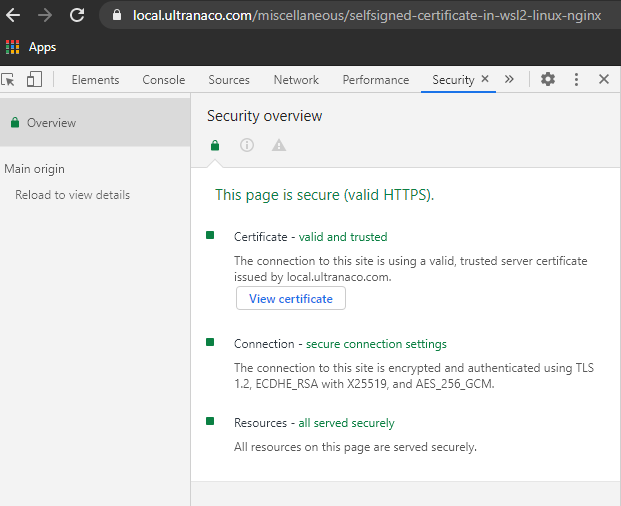 local.ultranaco.com/miscellaneous/selfsigned-certificate-in-wsl2-linux-nginx
Apps
Elements Console Sources Network Performance Security × »
Overview
Main origin
Reload to view details
Security overview
This page is secure (valid HTTPS).
Certificate - valid and trusted
The connection to this site is using a valid, trusted server certificate
issued by local.ultranaco.com.
View certificate
Connection - secure connection settings
The connection to this site is encrypted and authenticated using TLS
1.2, ECDHE_RSA with X25519, and AES_256_GCM.
Resources - all served securely
All resources on this page are served securely.